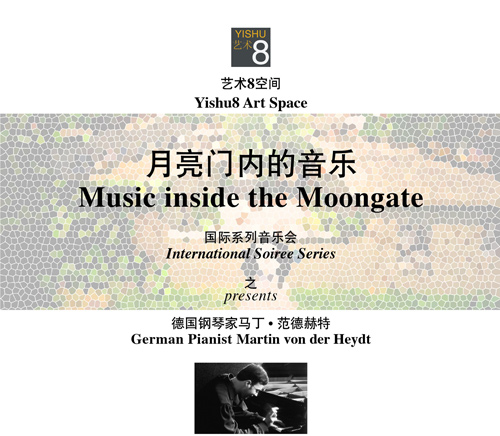 YISHU
艺术8
艺术8空间
Yishu8 Art Space
月亮门内的音乐
Music inside the Moongate
国际系列音乐会
International Soiree Series
之
presents
德国钢琴家马丁•范德赫特
German Pianist Martin von der Heydt